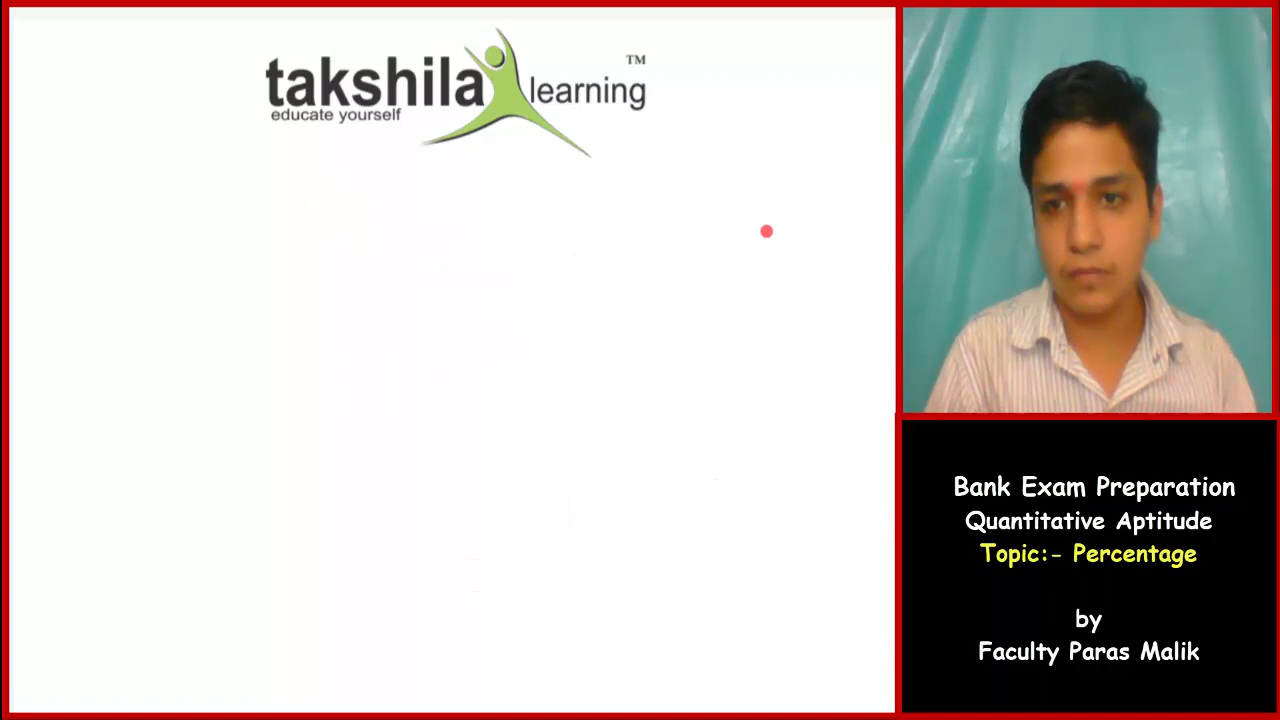 takshila learning TM
educate yourself
Bank Exam Preparation
Quantitative Aptitude
Topic:- Percentage
by
Faculty Paras Malik